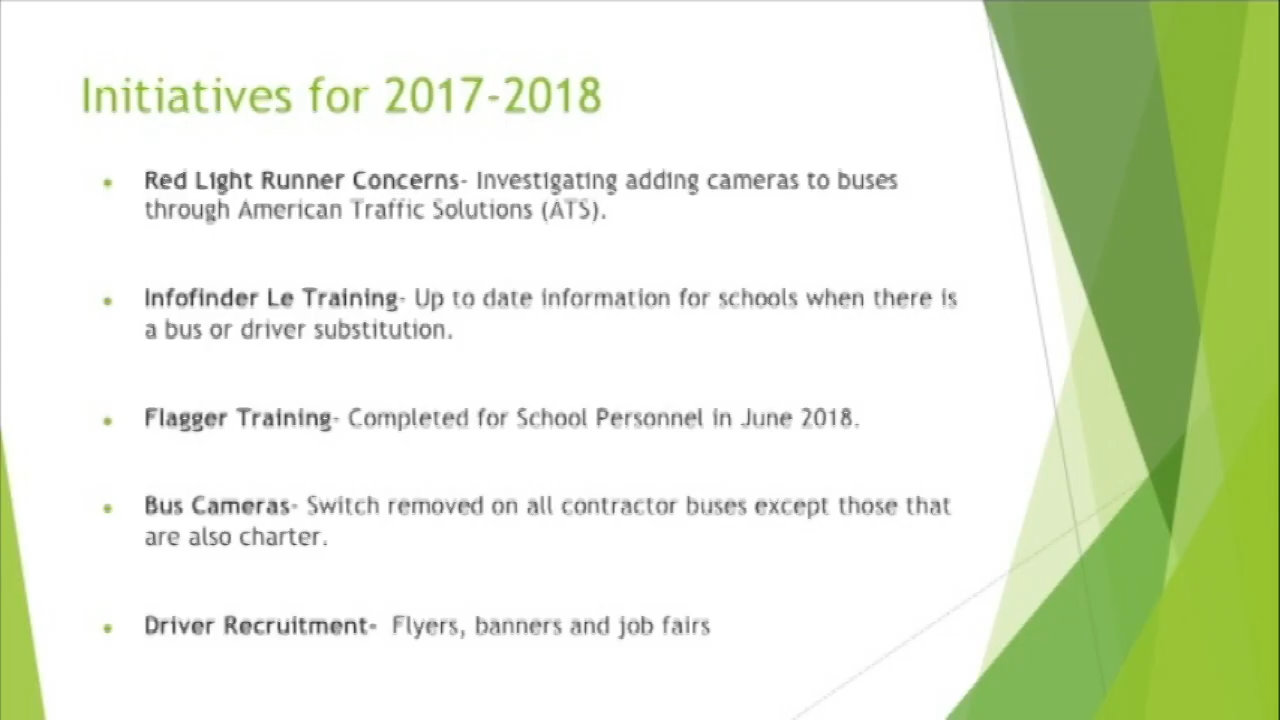 Initiatives for 2017-2018
• Red Light Runner Concerns- Investigating adding cameras to buses
through American Traffic Solutions (ATS).
• Infofinder Le Training- Up to date information for schools when there is
a bus or driver substitution.
• Flagger Training- Completed for School Personnel in June 2018.
• Bus Cameras- Switch removed on all contractor buses except those that
are also charter.
• Driver Recruitment- Flyers, banners and job fairs